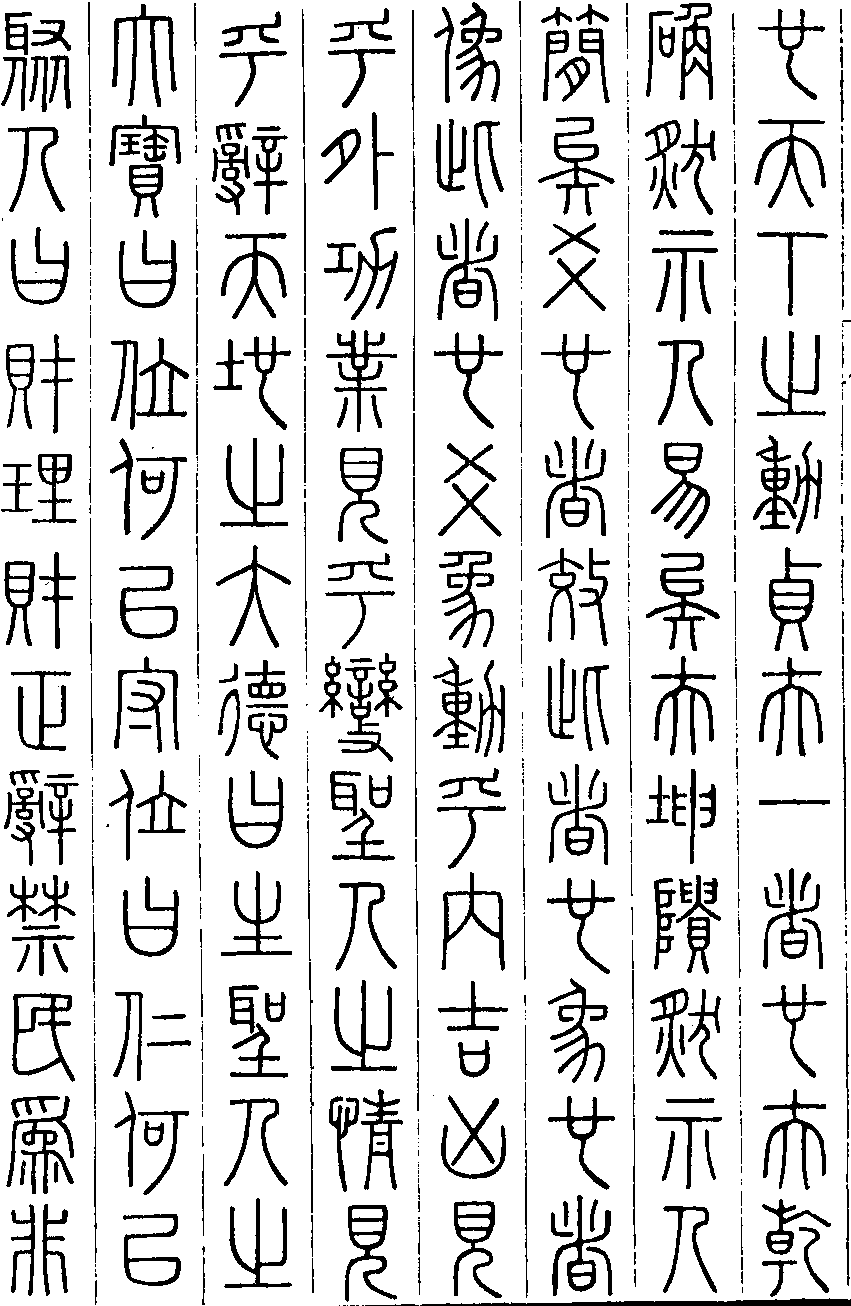 也天下之動貞夫一者也夫乾
確然示人易矣夫坤隤然示人
簡矣爻也者效此者也象也者
像此者也爻象動乎內吉凶見
乎外功業見乎變聖人之情見
乎辭天地之大德曰生聖人之
大寶曰位何以守位曰仁何以
聚人曰財理財正辭禁民爲非